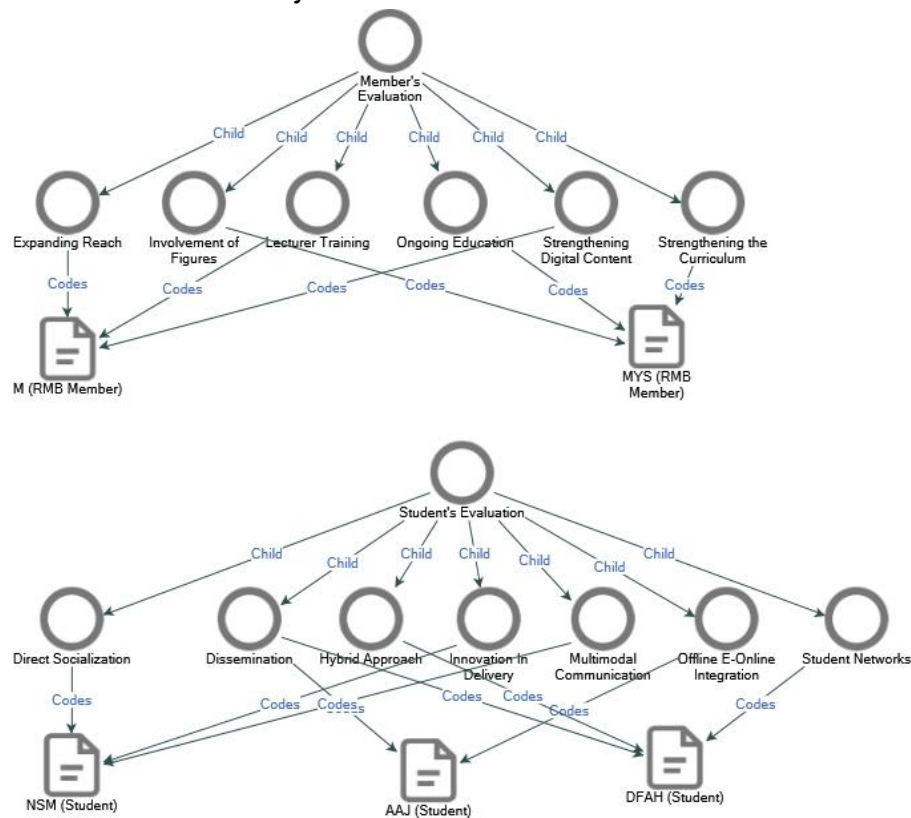 Member's
Evaluation
Child Child Child Child Child Child
Expanding Reach
Involvement of
Figures
Lecturer Training
Ongoing Education
Strengthening
Digital Content
Strengthening the
Curriculum
Codes Codes Codes Codes Codes
M (RMB Member)
MYS (RMB
Member)
Student's Evaluation
Child Child Child Child Child Child Child
Direct Socialization
Dissemination
Hybrid Approach
Innovation In
Delivery
Multimodal
Communication
Offline E-Online
Integration
Student Networks
Codes Codes Codes Codes Codes Codes Codes
NSM (Student)
AAJ (Student)
DFAH (Student)